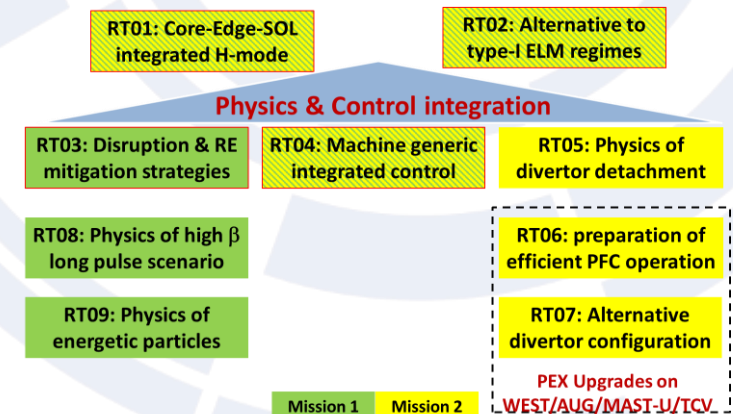 RT01: Core-Edge-SOL
integrated H-mode
RT02: Alternative to
type-I ELM regimes
Physics & Control integration
RT03: Disruption & RE
mitigation strategies
RT04: Machine generic
integrated control
RT05: Physics of
divertor detachment
RT08: Physics of high β
long pulse scenario
RT06: preparation of
efficient PFC operation
RT09: Physics of
energetic particles
RT07: Alternative
divertor configuration
PEX Upgrades on
WEST/AUG/MAST-U/TCV
Mission 1
Mission 2